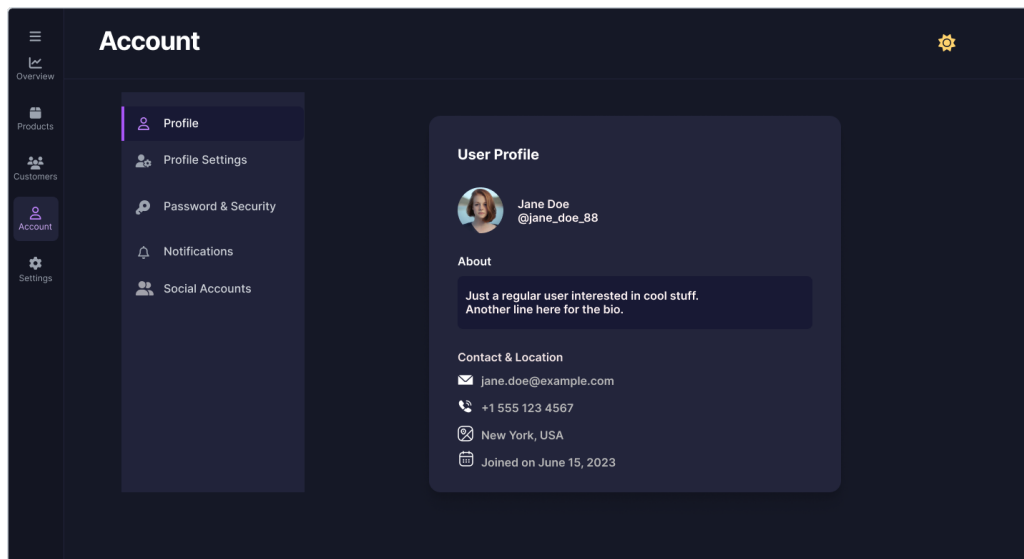 Account
Overview
Products
Customers
Account
Settings
Profile
Profile Settings
Password & Security
Notifications
Social Accounts
User Profile
Jane Doe
@jane_doe_88
About
Just a regular user interested in cool stuff.
Another line here for the bio.
Contact & Location
jane.doe@example.com
+1 555 123 4567
New York, USA
Joined on June 15, 2023